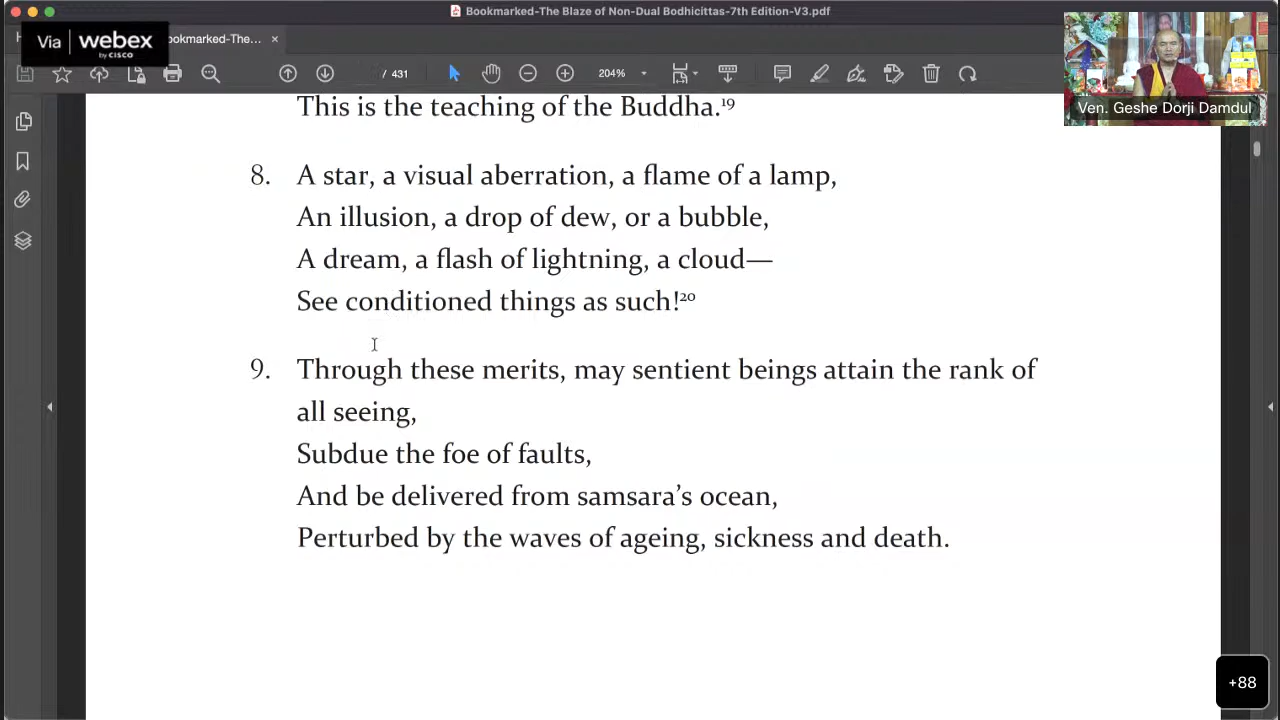 Bookmarked-The Blaze of Non-Dual Bodhicittas-7th Edition-V3.pdf
Via webex
by CISCO
ookmarked-The...
/ 431
204%
Ven. Geshe Dorji Damdul
This is the teaching of the Buddha.19
8. A star, a visual aberration, a flame of a lamp,
An illusion, a drop of dew, or a bubble,
A dream, a flash of lightning, a cloud—
See conditioned things as such!20
9. Through these merits, may sentient beings attain the rank of
all seeing,
Subdue the foe of faults,
And be delivered from samsara’s ocean,
Perturbed by the waves of ageing, sickness and death.
+88